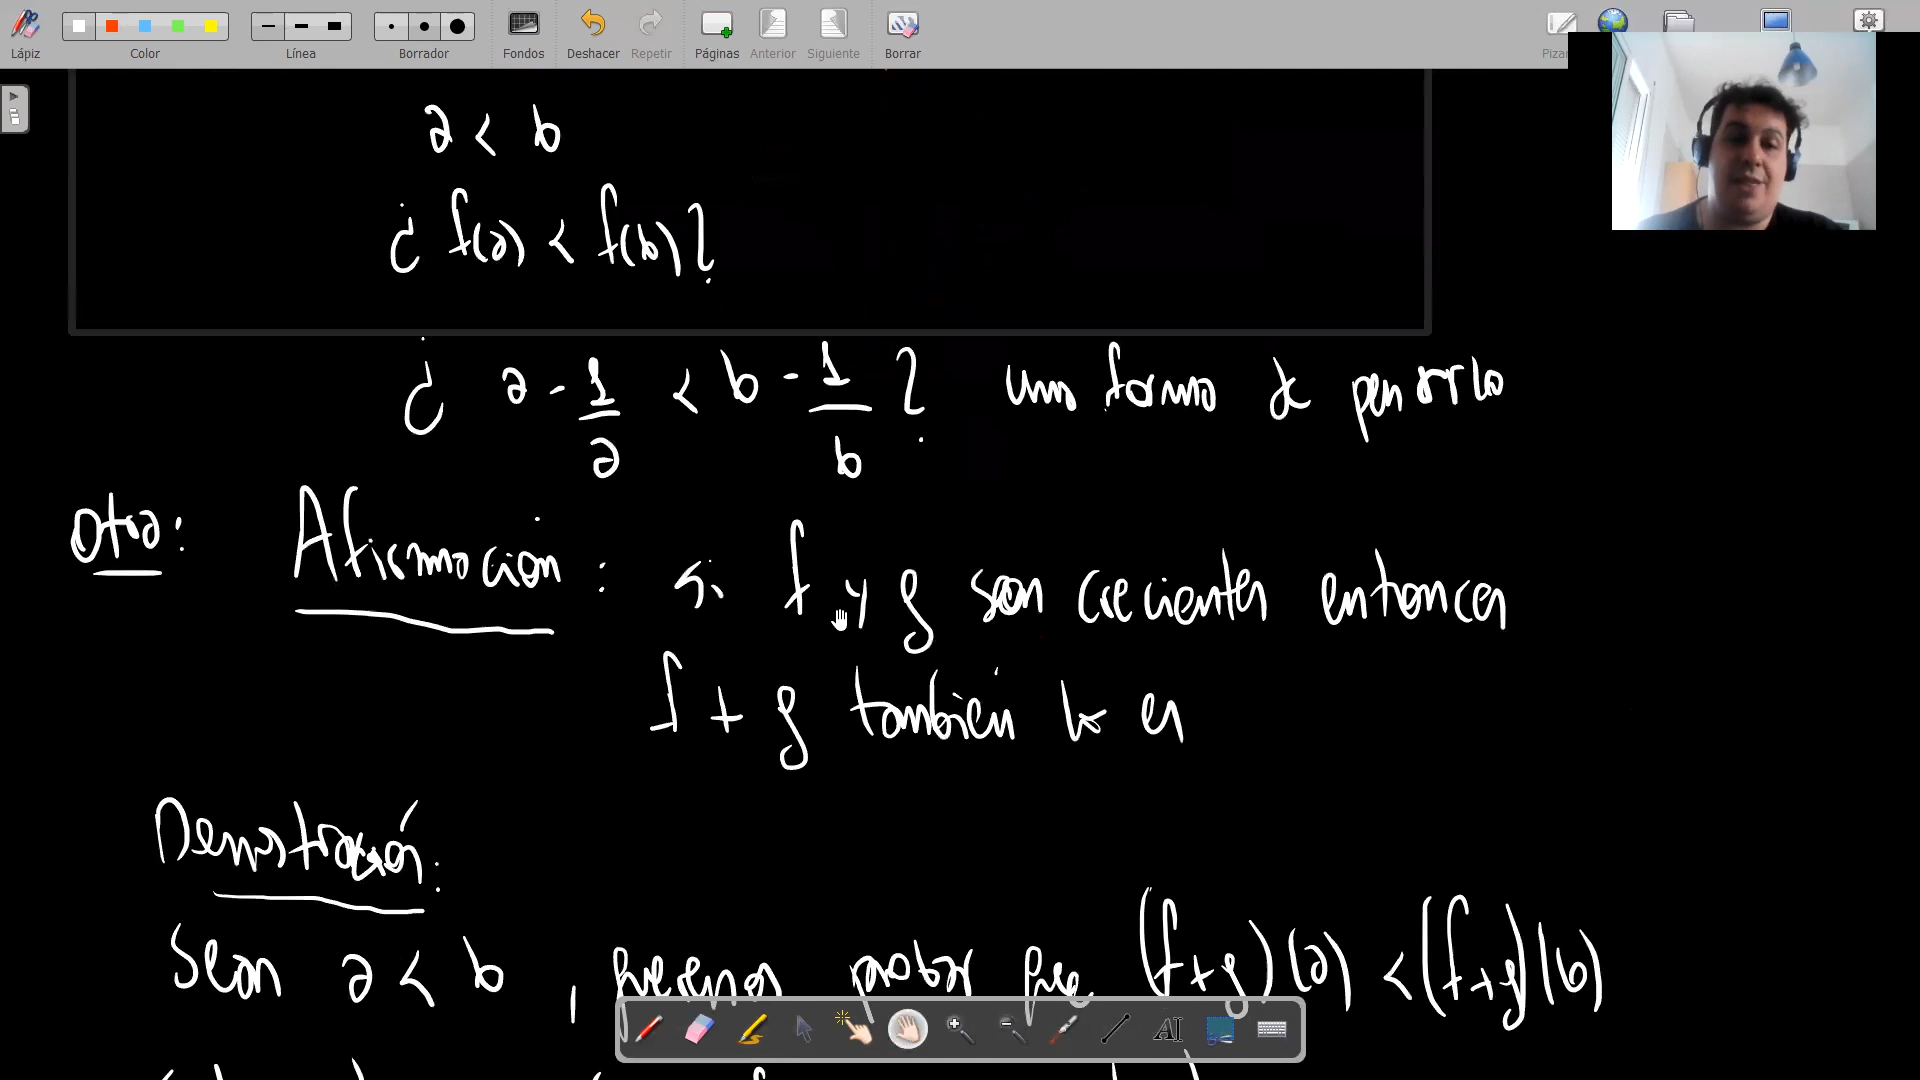 Lápiz Color Línea Borrador Fondos Deshacer Repetir Páginas Anterior Siguiente Borrar
a < b
¿ f(a) < f(b) ?
¿ a - 1/a < b - 1/b ? una forma de pensarlo
Otra: Afirmación : si f y g son crecientes entonces
f + g también lo es
Demostración:
Sean a < b , queremos probar que (f+g)(a) < (f+g)(b)